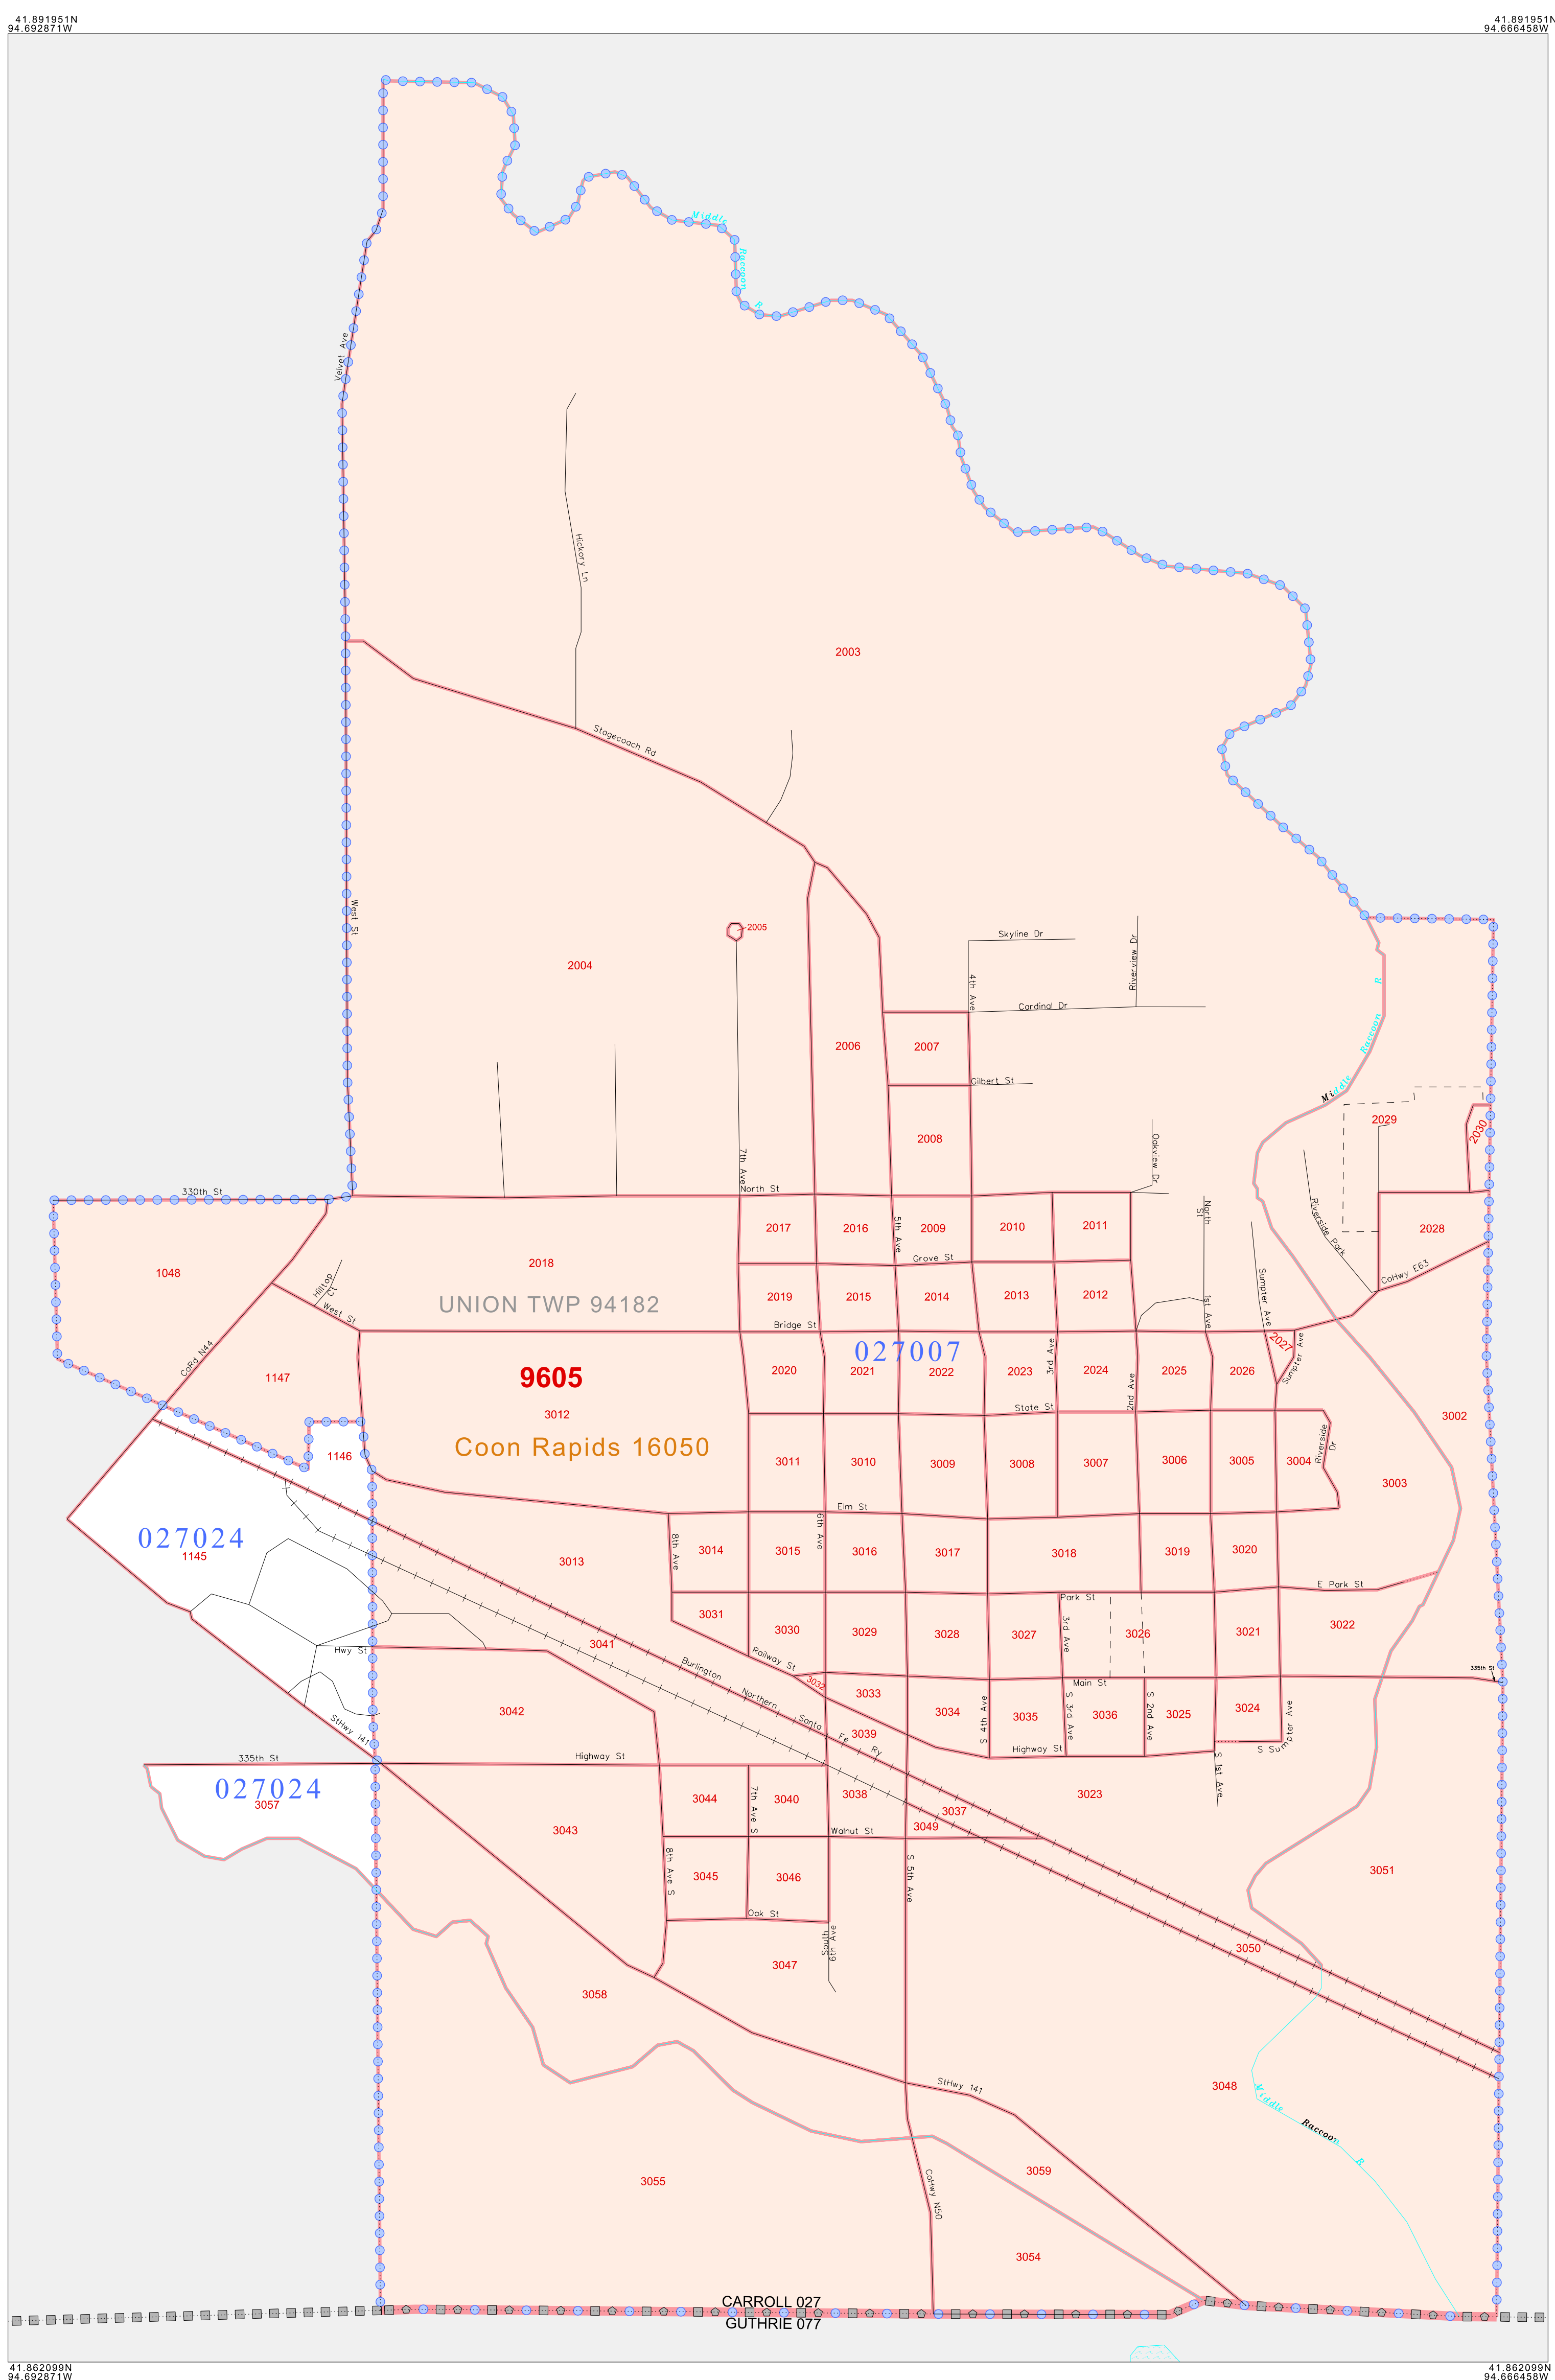 41.891951N
94.692871W
41.891951N
94.666458W
Middle
Raccoon
R
Velvet Ave
Hickory Ln
2003
Stagecoach Rd
West St
2005
2004
Skyline Dr
Riverview Dr
4th Ave
Cardinal Dr
R
Raccoon
Middle
2006
2007
Gilbert St
2008
2029
2030
Oakview Dr
7th Ave
North St
330th St
North
St
Riverside Park
2017
2016
5th Ave
2009
2010
2011
2028
Grove St
CoHwy E63
1048
2018
Hilltop
Ct
West St
UNION TWP 94182
2019
2015
2014
2013
2012
1st Ave
Sumpter Ave
Bridge St
CoRd N44
027007
2027
Sumpter Ave
1147
9605
2020
2021
2022
2023
3rd Ave
2024
2nd Ave
2025
2026
3012
State St
3002
Coon Rapids 16050
1146
3011
3010
3009
3008
3007
3006
3005
3004
Riverside
Dr
3003
Elm St
027024
1145
3013
8th Ave
3014
3015
6th Ave
3016
3017
3018
3019
3020
E Park St
Park St
3031
3030
3029
3028
3027
3rd Ave
3026
3021
3022
Hwy St
3041
Railway St
Burlington
Northern
Santa
Fe
Ry
335th St
Main St
3032
3033
3042
3034
S 4th Ave
3035
S 3rd Ave
3036
S 2nd Ave
3025
3024
S Sumpter Ave
StHwy 141
3039
Highway St
335th St
Highway St
S 1st Ave
027024
3057
3044
7th Ave S
3040
3038
3037
3023
3043
Walnut St
3049
8th Ave S
3045
3046
S 5th Ave
3051
Oak St
6th Ave
South
3050
3047
3058
StHwy 141
3048
Middle
Raccoon
R
3055
CoHwy N50
3059
3054
CARROLL 027
GUTHRIE 077
41.862099N
94.692871W
41.862099N
94.666458W